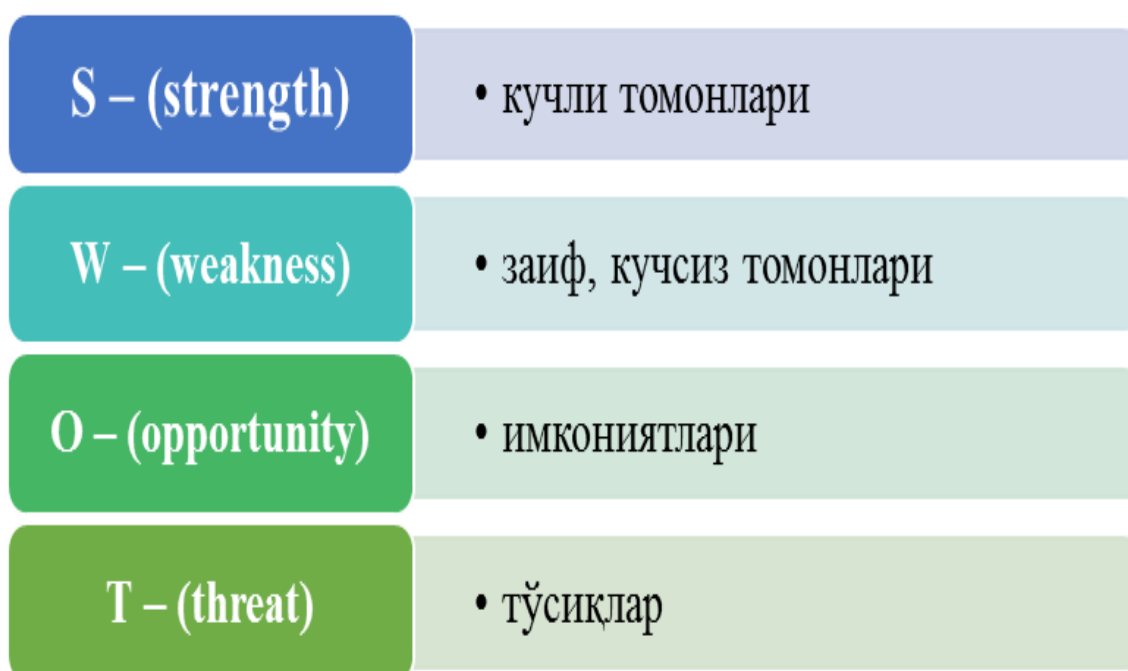 S – (strength)
• кучли томонлари
W – (weakness)
• заиф, кучсиз томонлари
O – (opportunity)
• имкониятлари
T – (threat)
• тўсиқлар